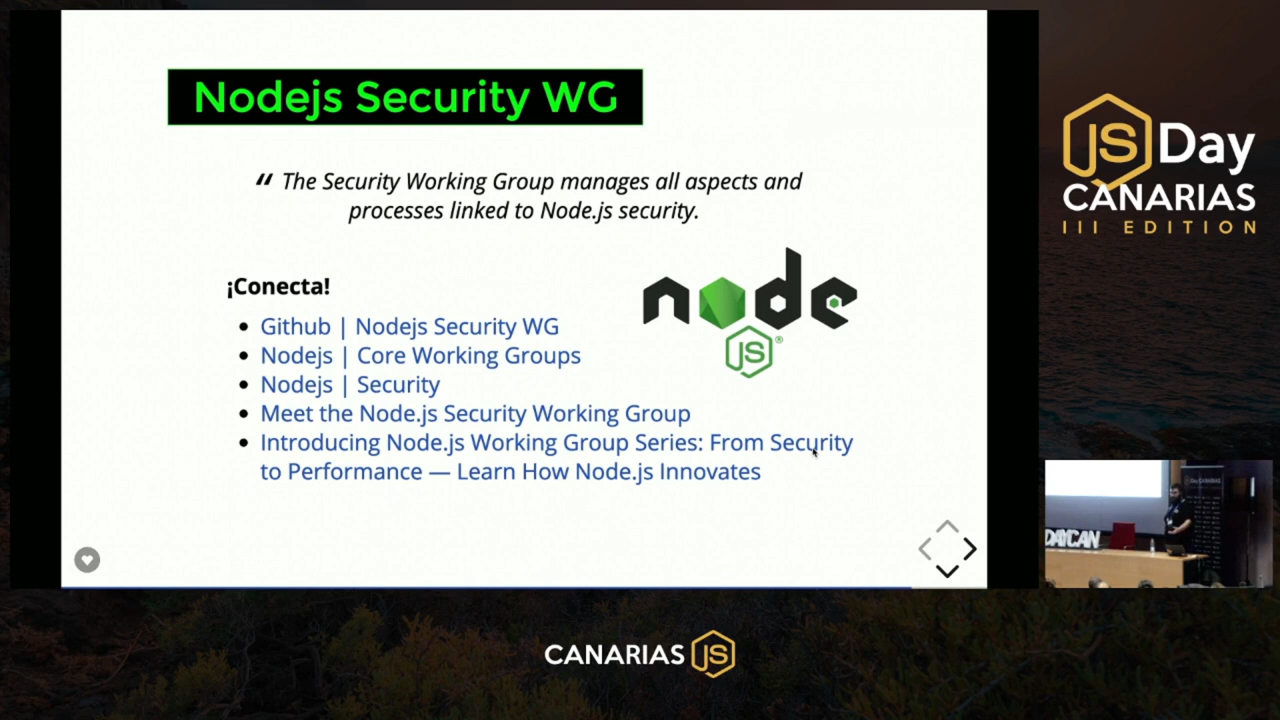 Nodejs Security WG
“ The Security Working Group manages all aspects and
processes linked to Node.js security.
¡Conecta!
Github | Nodejs Security WG
Nodejs | Core Working Groups
Nodejs | Security
Meet the Node.js Security Working Group
Introducing Node.js Working Group Series: From Security
to Performance — Learn How Node.js Innovates
node
JS®
JS Day
CANARIAS
III EDITION
DAYCAN
CANARIAS JS